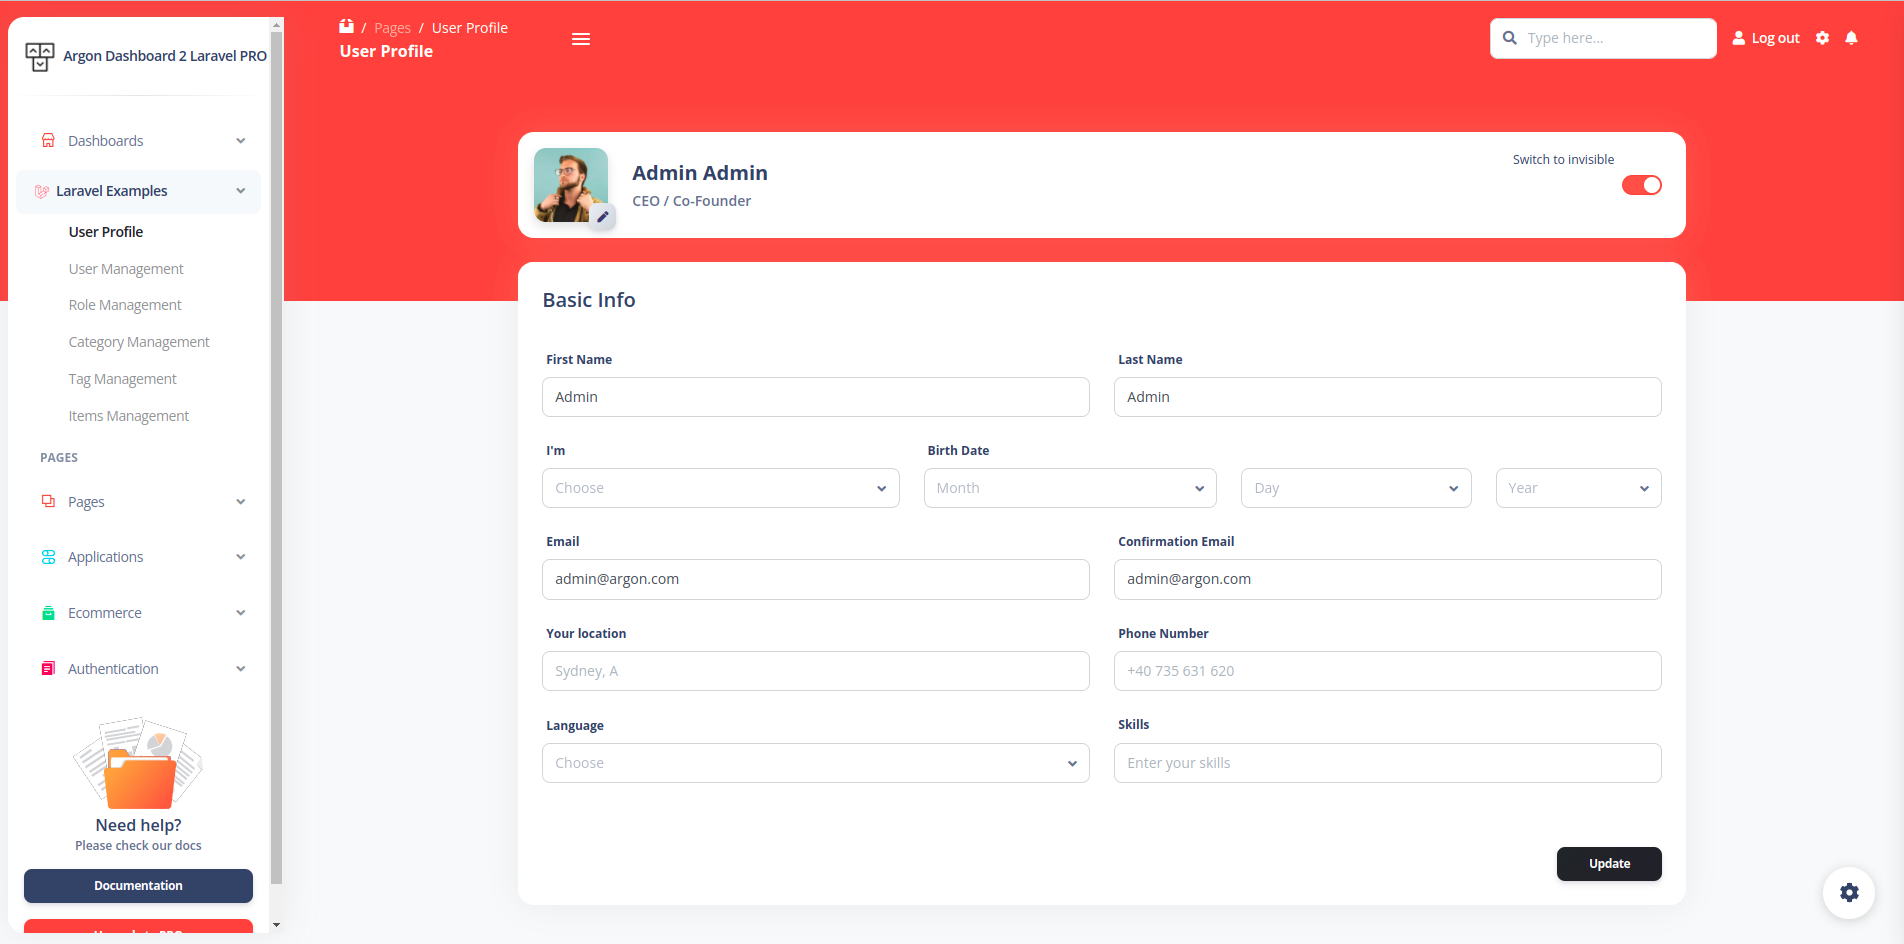 Argon Dashboard 2 Laravel PRO
Dashboards
Laravel Examples
User Profile
User Management
Role Management
Category Management
Tag Management
Items Management
PAGES
Pages
Applications
Ecommerce
Authentication
Need help?
Please check our docs
Documentation
/ Pages / User Profile
User Profile
Type here...
Log out
Admin Admin
CEO / Co-Founder
Switch to invisible
Basic Info
First Name
Last Name
Admin
Admin
I'm
Birth Date
Choose
Month
Day
Year
Email
Confirmation Email
admin@argon.com
admin@argon.com
Your location
Phone Number
Sydney, A
+40 735 631 620
Language
Skills
Choose
Enter your skills
Update